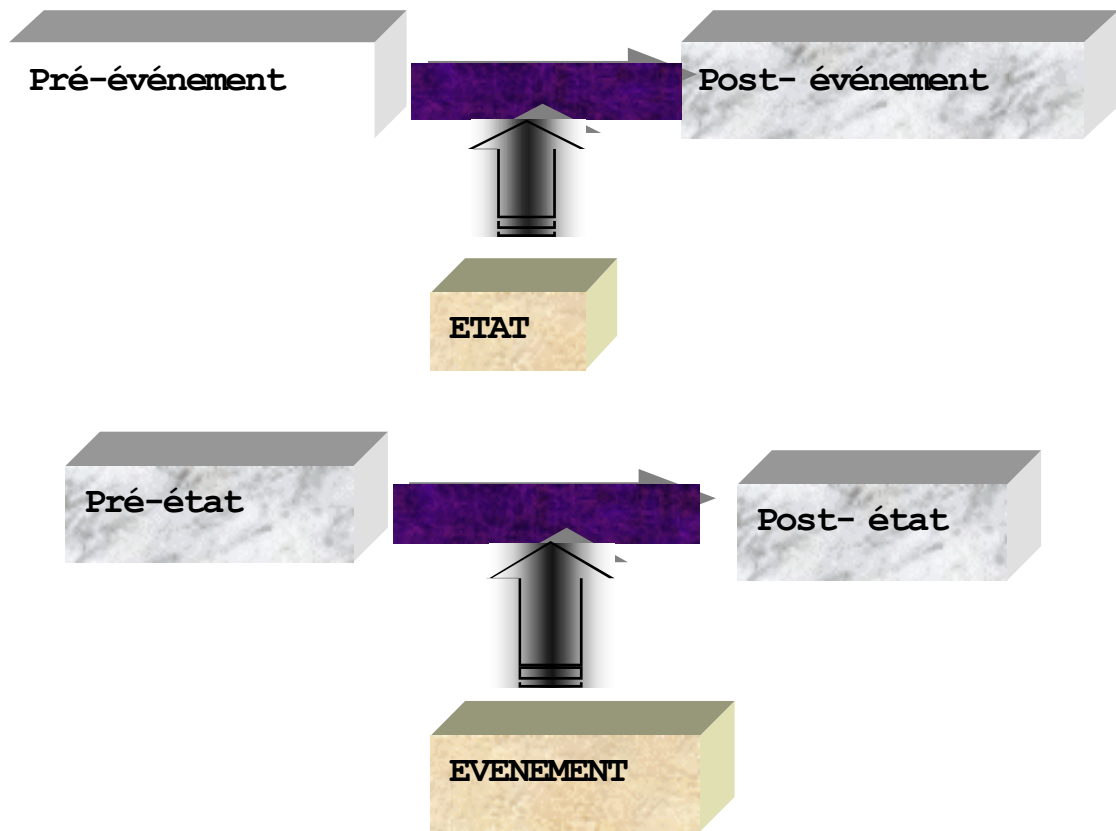 Pré-événement
Post- événement
ETAT
Pré-état
Post- état
EVENEMENT